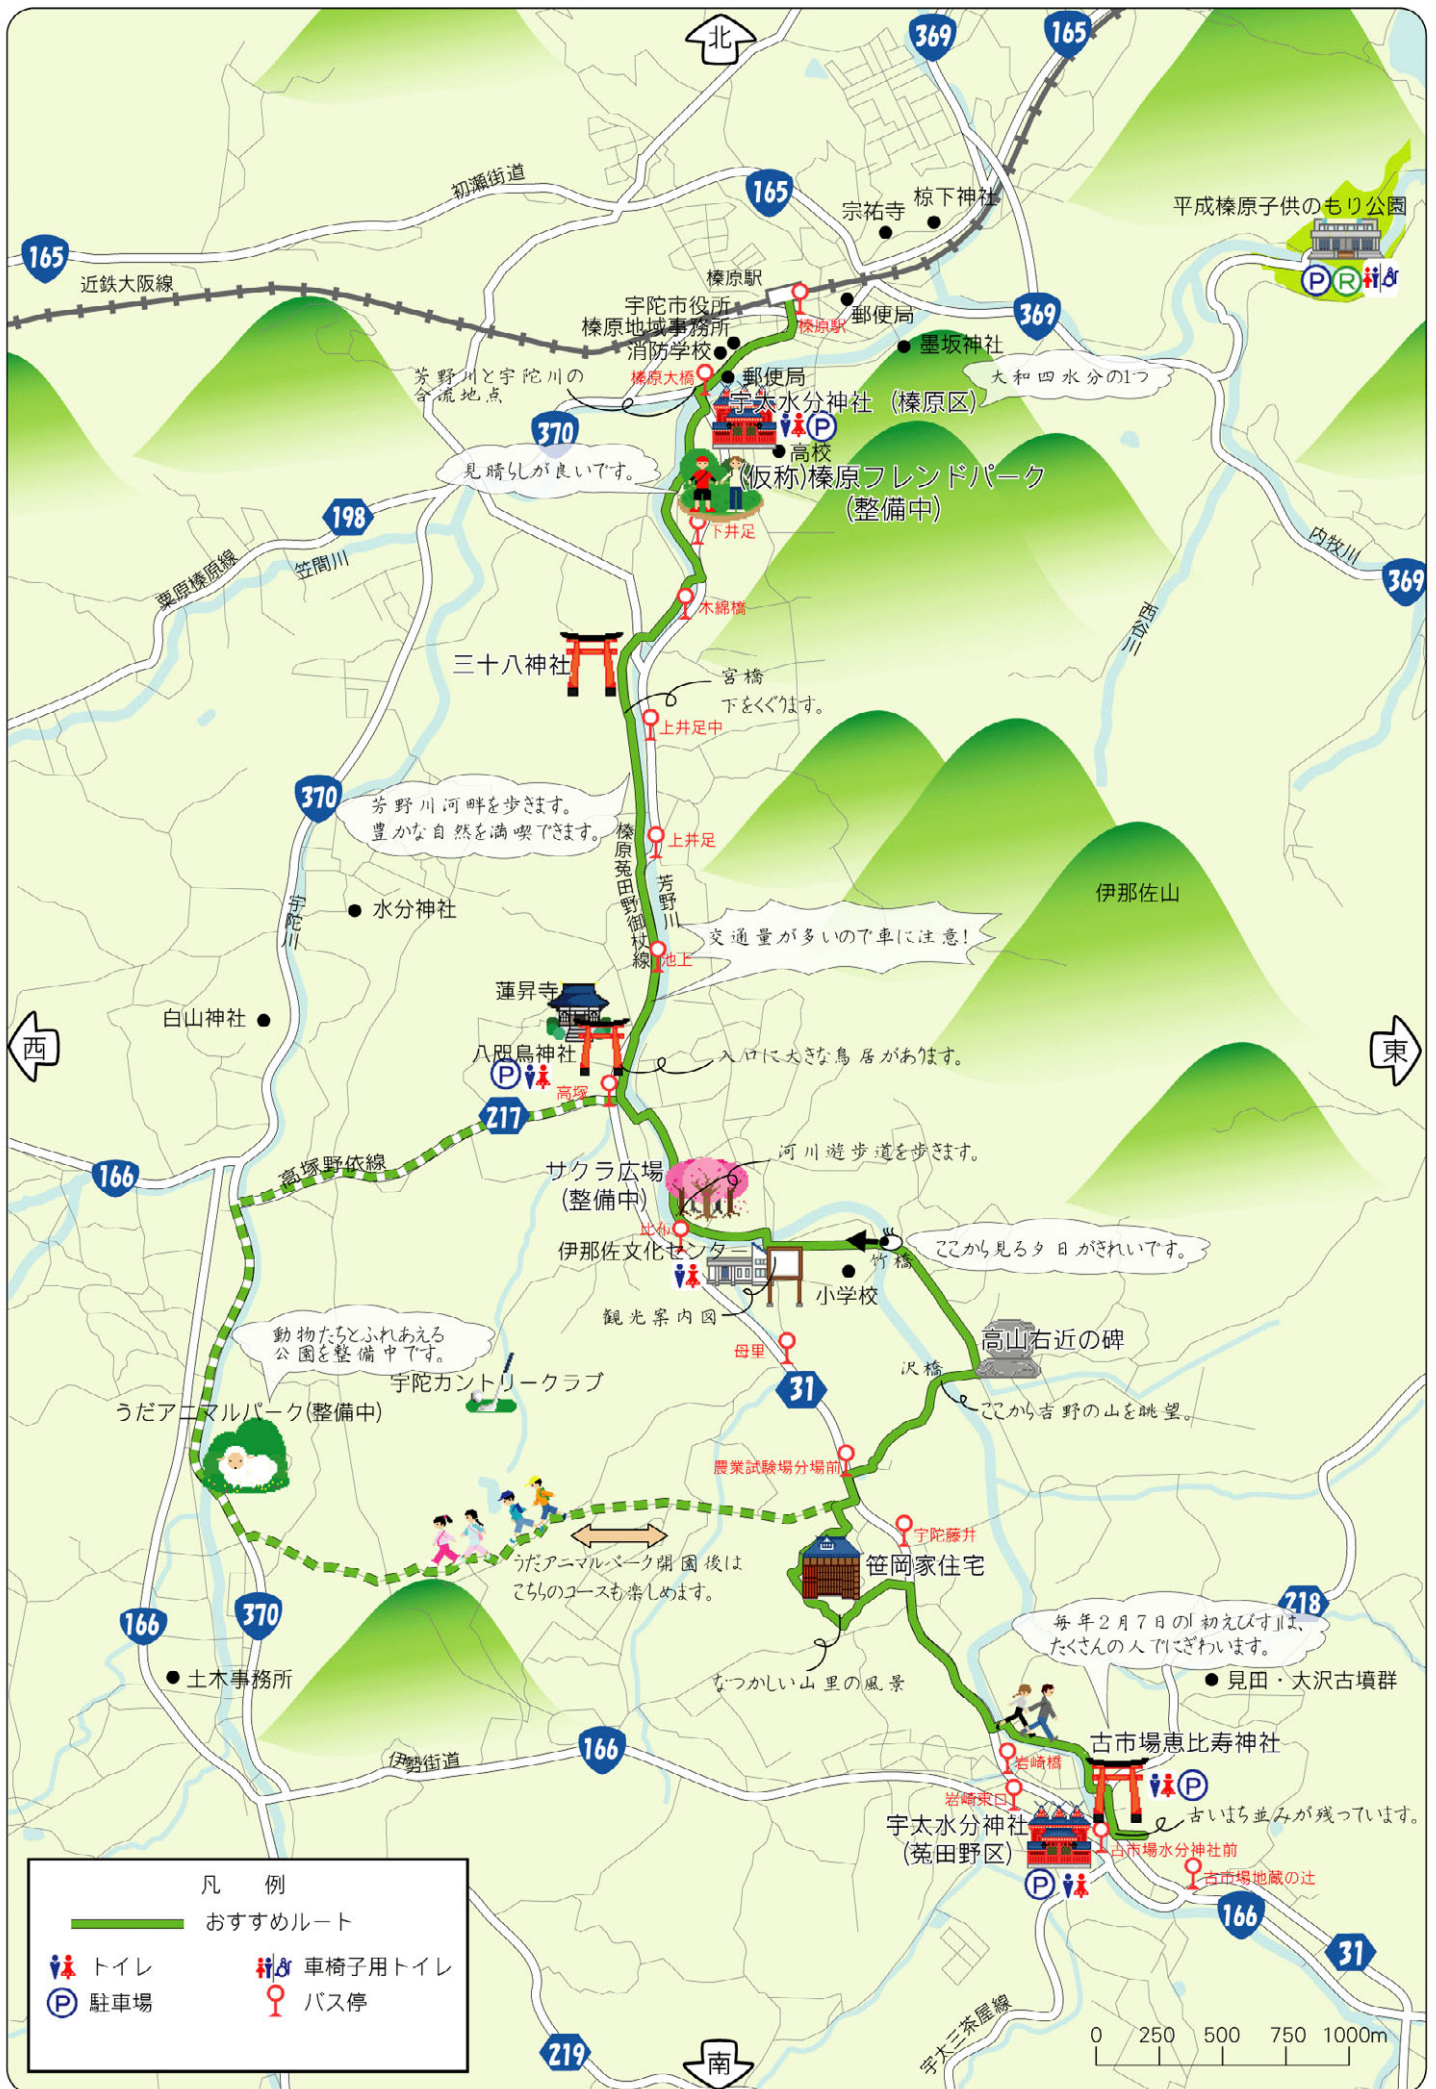 北
369
165
初瀬街道
165
宗祐寺
椋下神社
平成榛原子供のもり公園
165
近鉄大阪線
榛原駅
P
R
宇陀市役所
榛原地域事務所
榛原駅
郵便局
369
消防学校
墨坂神社
芳野川と宇陀川の
合流地点
榛原大橋
郵便局
大和四水分の1つ
宇太水分神社 (榛原区)
P
370
高校
見晴らしが良いです。
(仮称)榛原フレンドパーク
(整備中)
198
下井足
粟原榛原線
笠間川
内牧川
369
木綿橋
西谷川
三十八神社
宮橋
下をくぐります。
上井足中
370
芳野川河畔を歩きます。
豊かな自然を満喫できます。
榛原菟田野御杖線
上井足
芳野川
伊那佐山
宇陀川
水分神社
交通量が多いので車に注意!
池上
蓮昇寺
白山神社
西
東
八咫烏神社
入口に大きな鳥居があります。
P
高塚
217
高塚野依線
166
河川遊歩道を歩きます。
サクラ広場
(整備中)
比布
伊那佐文化センター
竹橋
ここから見る夕日がきれいです。
小学校
観光案内図
動物たちとふれあえる
公園を整備中です。
母里
高山右近の碑
沢橋
宇陀カントリークラブ
31
ここから吉野の山を眺望。
うだアニマルパーク(整備中)
農業試験場分場前
宇陀藤井
うだアニマルパーク開園後は
こちらのコースも楽しめます。
笹岡家住宅
218
166
370
毎年2月7日の「初えびす」は、
たくさんの人でにぎわいます。
土木事務所
なつかしい山里の風景
見田・大沢古墳群
伊勢街道
166
古市場恵比寿神社
岩崎橋
P
岩崎東口
宇太水分神社
(菟田野区)
古いまち並みが残っています。
古市場水分神社前
P
古市場地蔵の辻
166
31
凡 例
おすすめルート
トイレ
車椅子用トイレ
P 駐車場
バス停
219
南
宇太三茶屋線
0 250 500 750 1000m